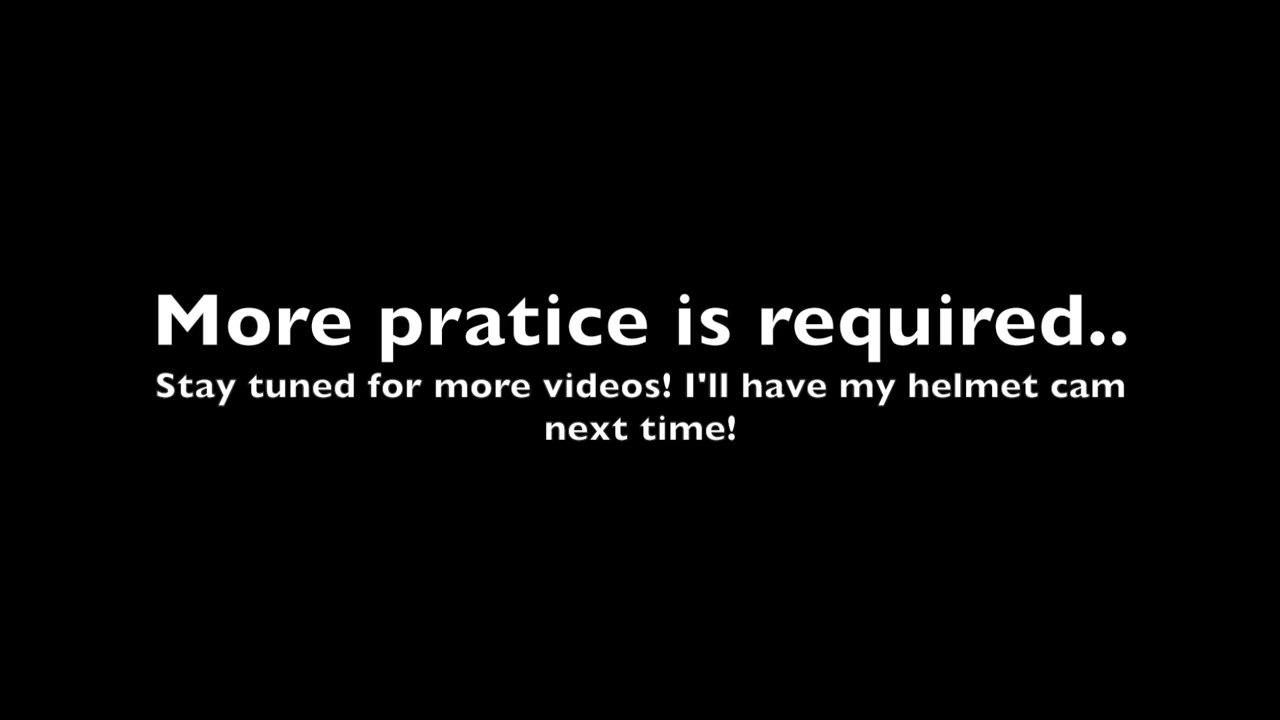 More pratice is required..
Stay tuned for more videos! I'll have my helmet cam
next time!